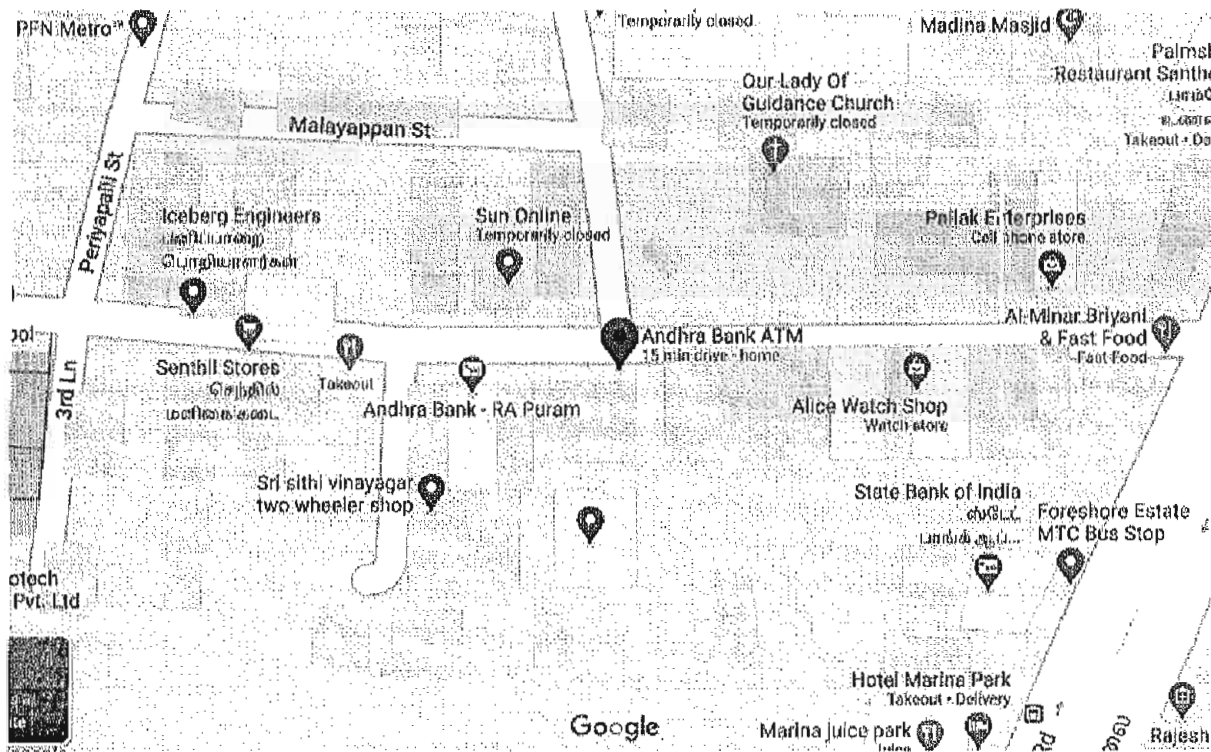 PFN Metro
Temporarily closed
Madina Masjid
Restaurant
Takeout
Our Lady Of
Guidance Church
Temporarily closed
Malayappan St
Periyapalli St
Iceberg Engineers
Sun Online
Temporarily closed
Pallak Enterprises
Cell phone store
Al-Minar Briyani
& Fast Food
Fast Food
Andhra Bank ATM
15 min drive - home
Senthil Stores
Takeout
3rd Ln
Andhra Bank - RA Puram
Alice Watch Shop
Watch store
Sri sithi vinayagar
two wheeler shop
State Bank of India
Foreshore Estate
MTC Bus Stop
otech
Pvt. Ltd
Hotel Marina Park
Takeout • Delivery
Google
Marina juice park
Rajesh